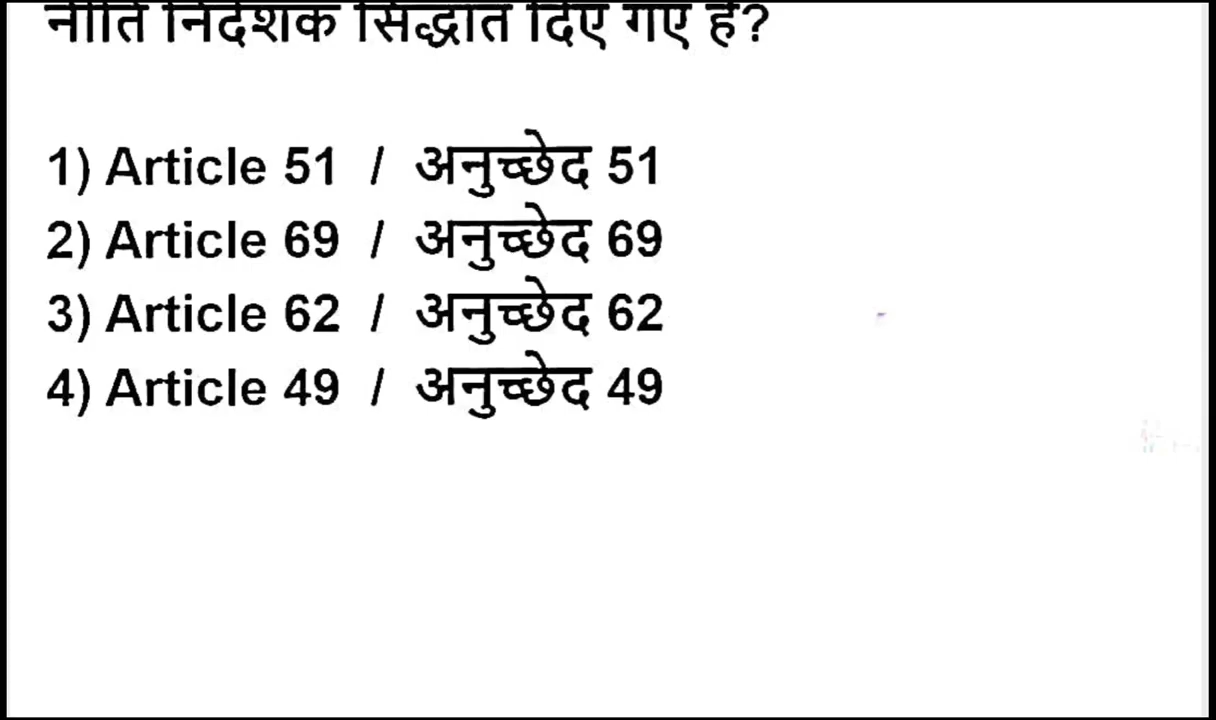 नीति निर्देशक सिद्धांत दिए गए हैं?
1) Article 51 / अनुच्छेद 51
2) Article 69 / अनुच्छेद 69
3) Article 62 / अनुच्छेद 62
4) Article 49 / अनुच्छेद 49